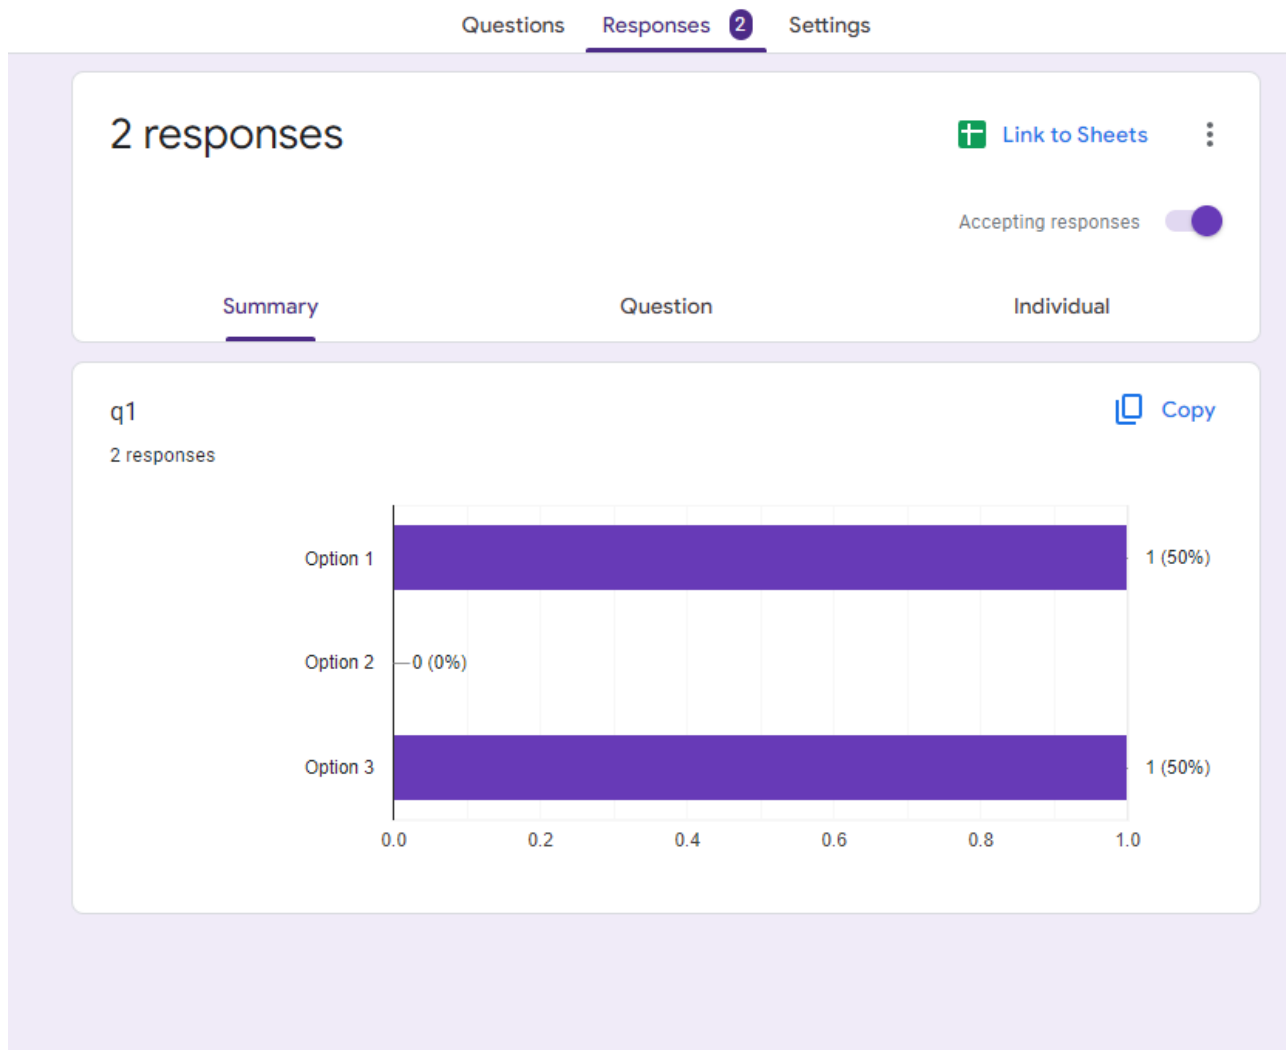 Questions Responses 2 Settings
2 responses
Link to Sheets
Accepting responses
Summary Question Individual
q1
Copy
2 responses
Option 1 1 (50%)
Option 2 0 (0%)
Option 3 1 (50%)
0.0 0.2 0.4 0.6 0.8 1.0